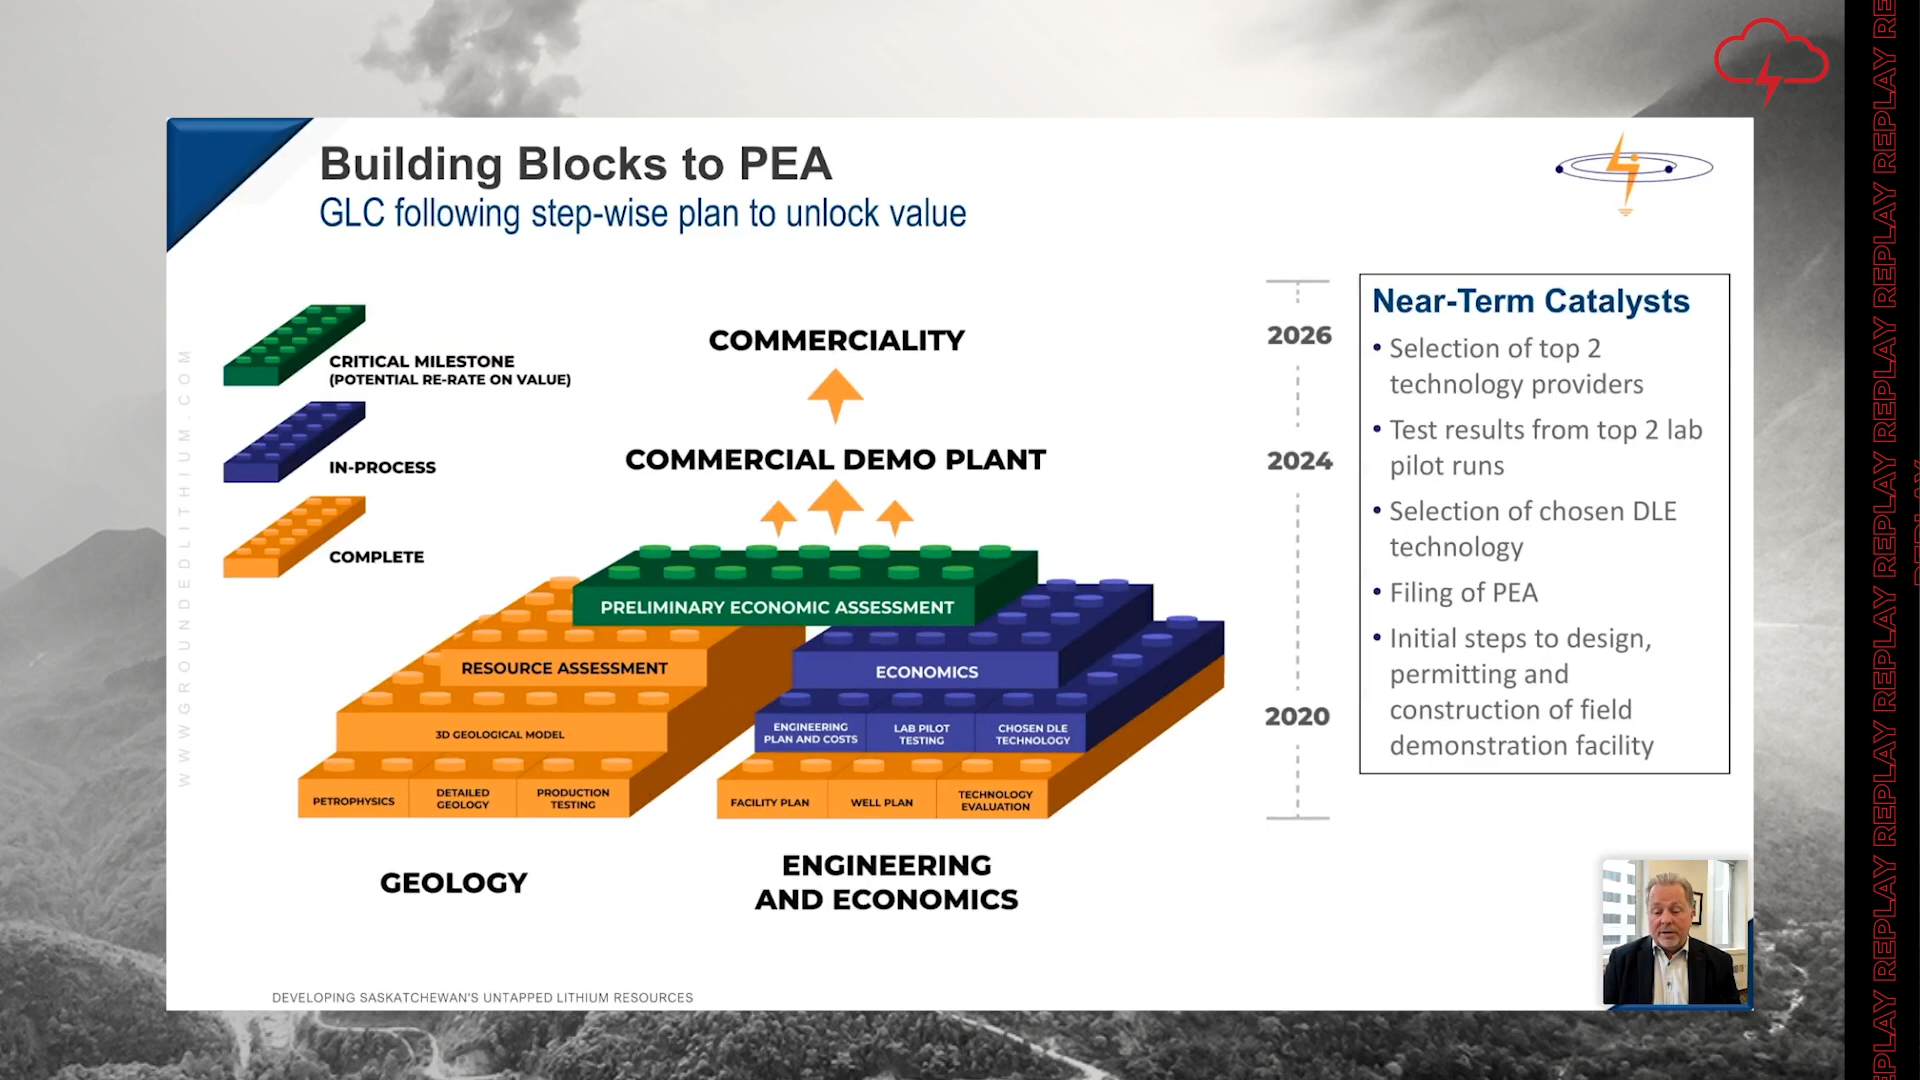 Building Blocks to PEA
GLC following step-wise plan to unlock value
WWW.GROUNDEDLITHIUM.COM
CRITICAL MILESTONE
(POTENTIAL RE-RATE ON VALUE)
IN-PROCESS
COMPLETE
COMMERCIALITY
COMMERCIAL DEMO PLANT
PRELIMINARY ECONOMIC ASSESSMENT
RESOURCE ASSESSMENT
3D GEOLOGICAL MODEL
PETROPHYSICS
DETAILED
GEOLOGY
PRODUCTION
TESTING
GEOLOGY
ECONOMICS
ENGINEERING
PLAN AND COSTS
LAB PILOT
TESTING
CHOSEN DLE
TECHNOLOGY
FACILITY PLAN
WELL PLAN
TECHNOLOGY
EVALUATION
ENGINEERING
AND ECONOMICS
2026
2024
2020
Near-Term Catalysts
• Selection of top 2
technology providers
• Test results from top 2 lab
pilot runs
• Selection of chosen DLE
technology
• Filing of PEA
• Initial steps to design,
permitting and
construction of field
demonstration facility
DEVELOPING SASKATCHEWAN'S UNTAPPED LITHIUM RESOURCES
REPLAY REPLAY REPLAY REPLAY REPLAY REPLAY REPLAY